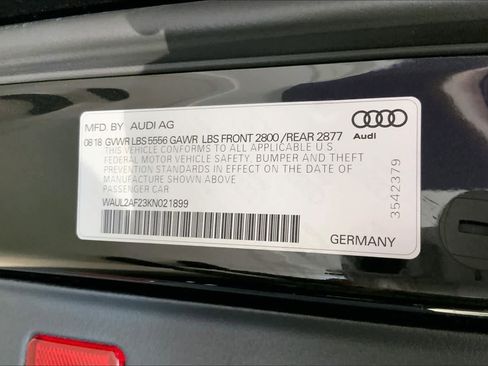 MFD. BY AUDI AG
08 18 GVWR LBS 5556 GAWR LBS FRONT 2800 /REAR 2877
THIS VEHICLE CONFORMS TO ALL APPLICABLE U.S
FEDERAL MOTOR VEHICLE SAFETY, BUMPER AND THEFT
PREVENTION STANDARDS IN EFFECT ON THE DATE OF
MANUFACTURE SHOWN ABOVE
PASSENGER CAR
WAUL2AF23KN021899
Audi
3542379
GERMANY